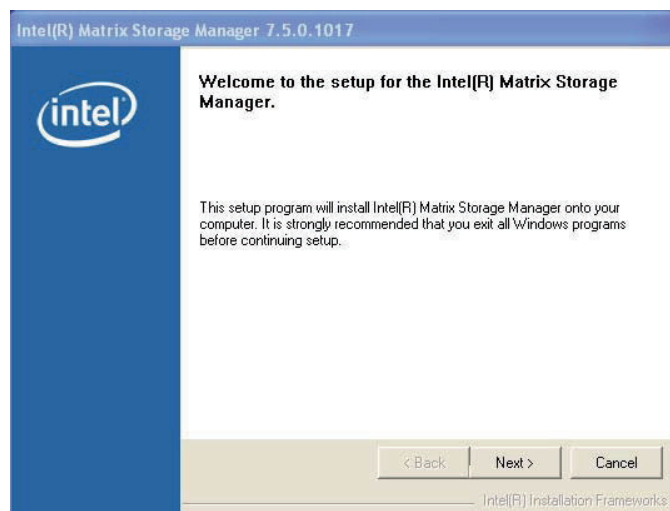 Intel(R) Matrix Storage Manager 7.5.0.1017
intel
Welcome to the setup for the Intel(R) Matrix Storage
Manager.
This setup program will install Intel(R) Matrix Storage Manager onto your
computer. It is strongly recommended that you exit all Windows programs
before continuing setup.
< Back
Next >
Cancel
Intel(R) Installation Frameworks